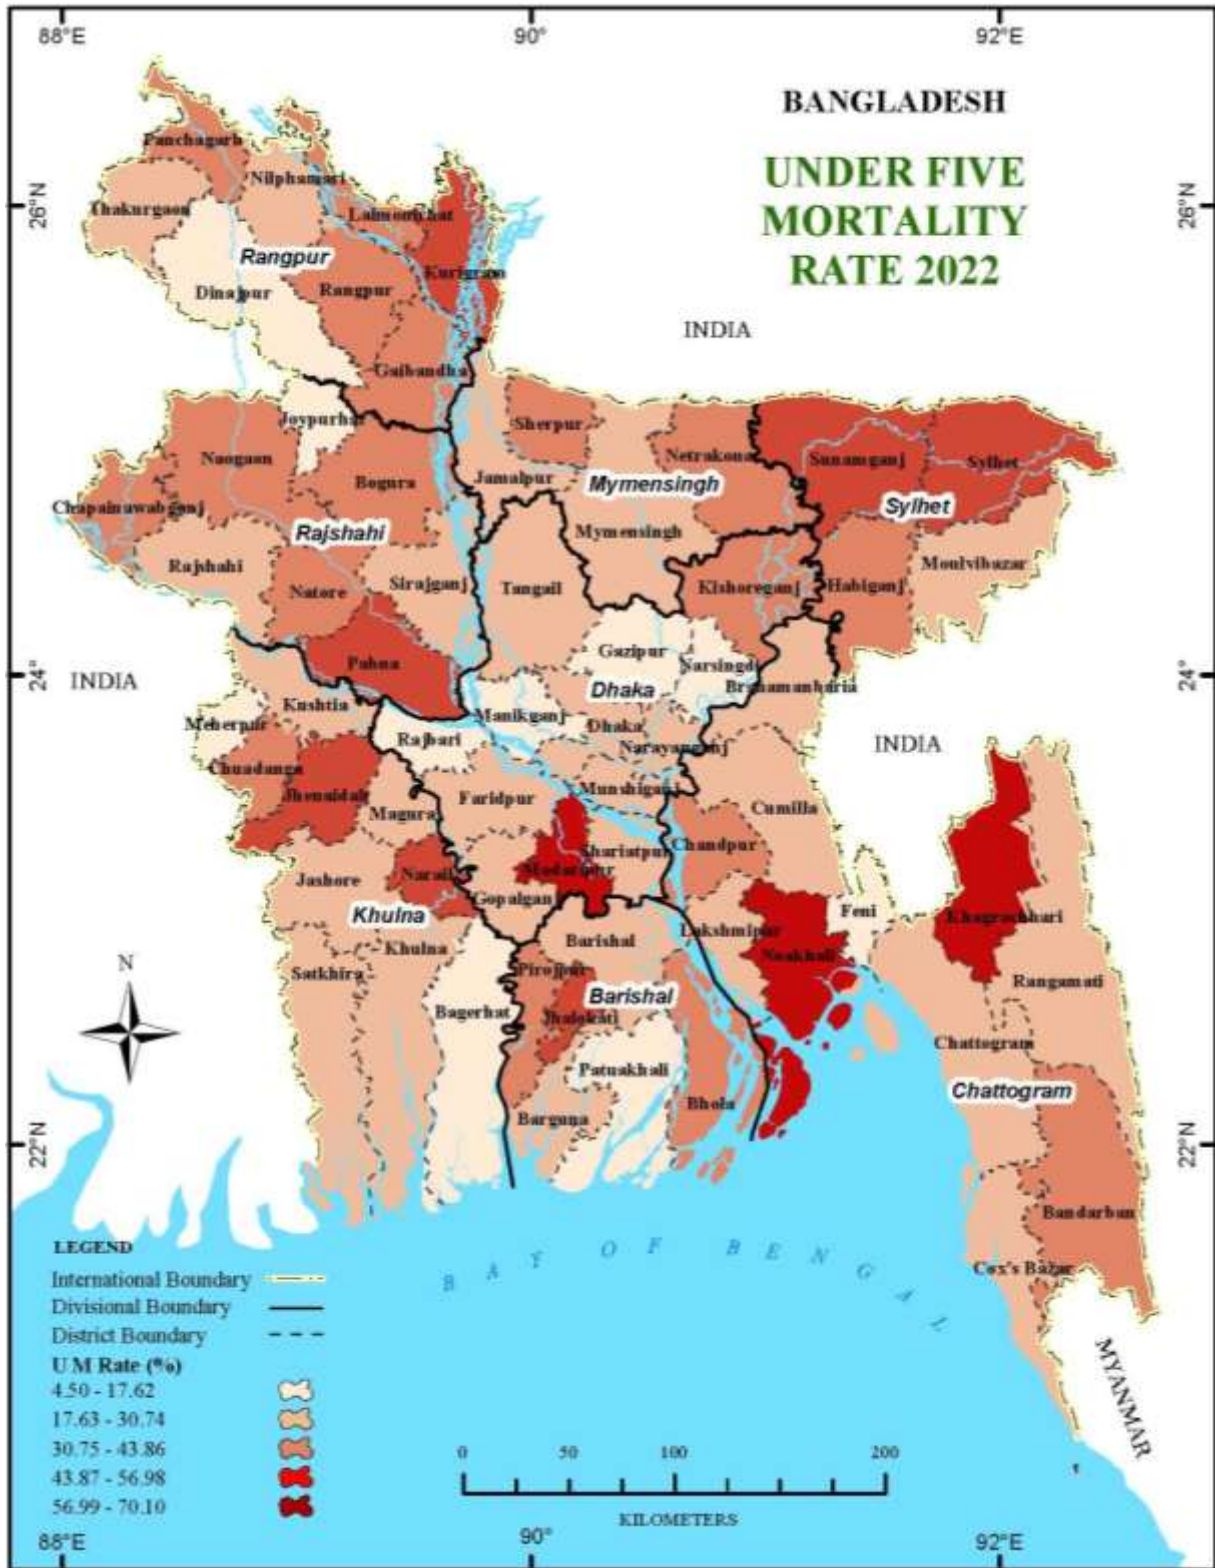 88°E
90°
92°E
BANGLADESH
UNDER FIVE
MORTALITY
RATE 2022
26°N
26°N
Panchagarh
Nilphamari
Thakurgaon
Lalmonirhat
Rangpur
Kurigram
Dinajpur
Rangpur
INDIA
Gaibandha
Joypurhat
Sherpur
Naogaon
Netrakona
Sunamganj
Sylhet
Bogura
Jamalpur
Mymensingh
Chapainawabganj
Sylhet
Rajshahi
Mymensingh
Rajshahi
Moulvibazar
Sirajganj
Tangail
Kishoreganj
Habiganj
Natore
Gazipur
Pabna
Narsingdi
24°
INDIA
24°
Dhaka
Brahamanbaria
Kushtia
Manikganj
Meherpur
Dhaka
Rajbari
Narayanganj
INDIA
Chuadanga
Munshiganj
Jhenaidah
Faridpur
Cumilla
Magura
Chandpur
Shariatpur
Madaripur
Narail
Jashore
Gopalganj
Feni
Khulna
Khagrachhari
Lakshmipur
Barishal
Khulna
Noakhali
N
Satkhira
Pirojpur
Rangamati
Barishal
Bagerhat
Jhalokati
Chattogram
Patuakhali
Chattogram
Bhola
Barguna
22°N
22°N
Bandarban
BAY OF BENGAL
Cox's Bazar
MYANMAR
LEGEND
International Boundary
Divisional Boundary
District Boundary
U M Rate (%)
4.50 - 17.62
17.63 - 30.74
30.75 - 43.86
43.87 - 56.98
56.99 - 70.10
0 50 100 200
KILOMETERS
88°E
90°
92°E